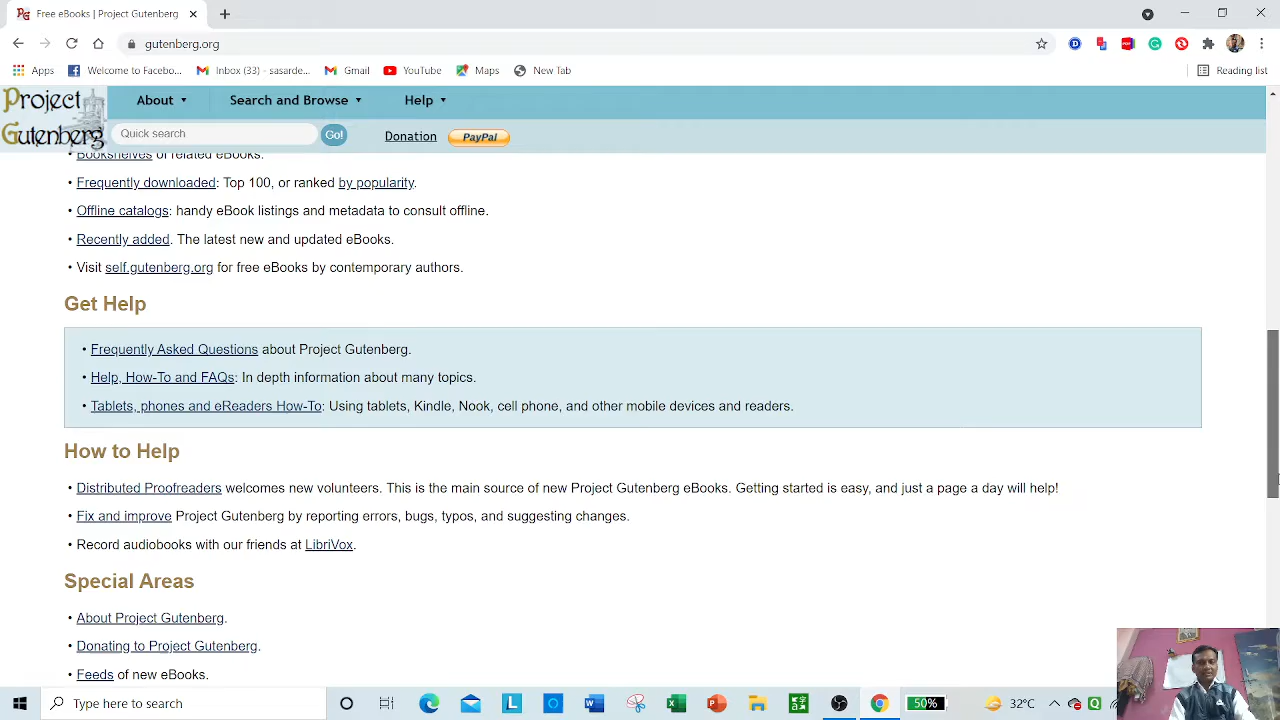 Free eBooks | Project Gutenberg
gutenberg.org
Apps
Welcome to Facebo...
Inbox (33) - sasarde...
Gmail
YouTube
Maps
New Tab
Reading list
Project Gutenberg
About
Search and Browse
Help
Quick search
Go!
Donation
PayPal
• Bookshelves of related eBooks.
• Frequently downloaded: Top 100, or ranked by popularity.
• Offline catalogs: handy eBook listings and metadata to consult offline.
• Recently added. The latest new and updated eBooks.
• Visit self.gutenberg.org for free eBooks by contemporary authors.
Get Help
• Frequently Asked Questions about Project Gutenberg.
• Help, How-To and FAQs: In depth information about many topics.
• Tablets, phones and eReaders How-To: Using tablets, Kindle, Nook, cell phone, and other mobile devices and readers.
How to Help
• Distributed Proofreaders welcomes new volunteers. This is the main source of new Project Gutenberg eBooks. Getting started is easy, and just a page a day will help!
• Fix and improve Project Gutenberg by reporting errors, bugs, typos, and suggesting changes.
• Record audiobooks with our friends at LibriVox.
Special Areas
• About Project Gutenberg.
• Donating to Project Gutenberg.
• Feeds of new eBooks.
Type here to search
50%
32°C